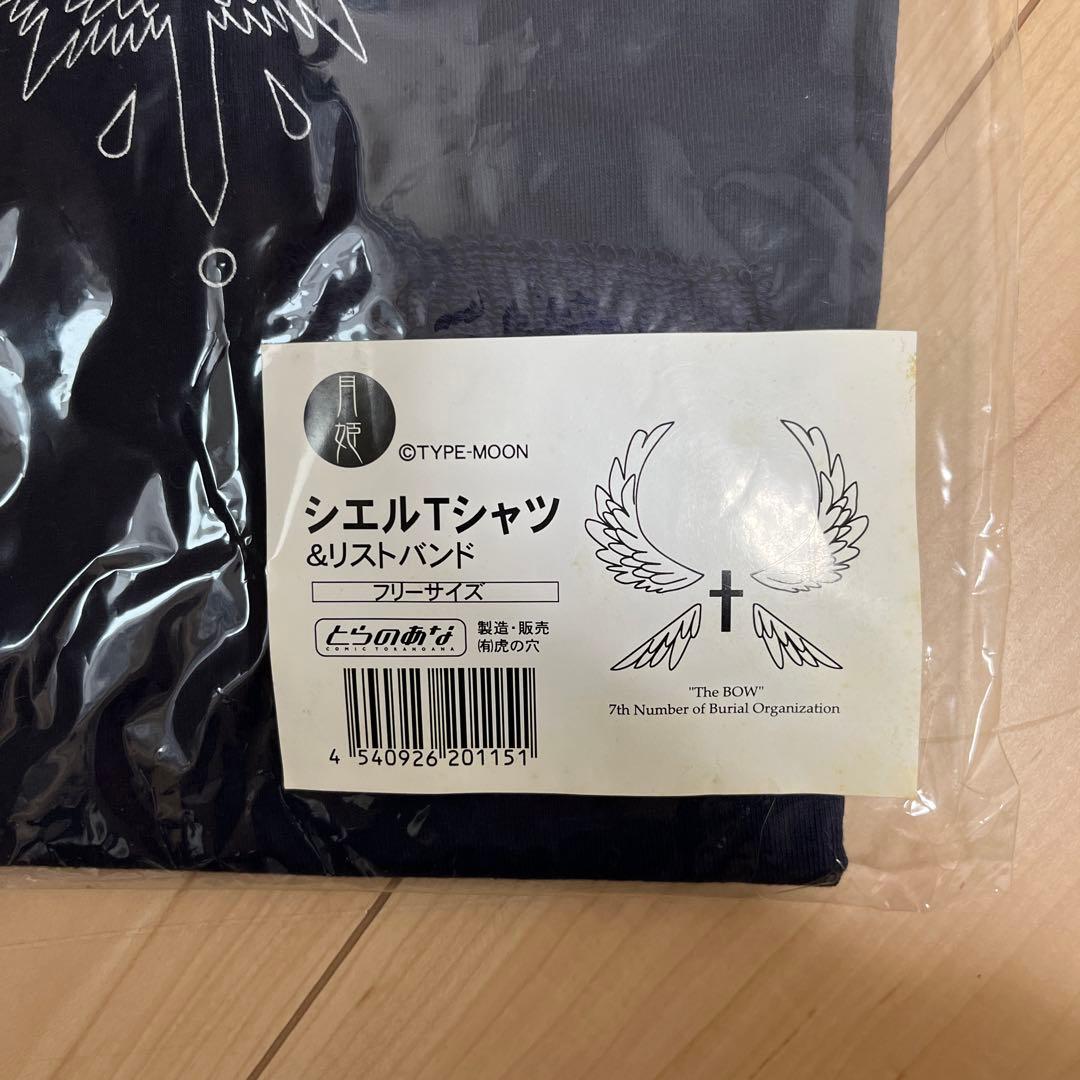 月姫
©TYPE-MOON
シエルTシャツ
&リストバンド
フリーサイズ
とらのあな
COMIC TORANOANA
製造・販売
㈲虎の穴
4 540926 201151
"The BOW"
7th Number of Burial Organization